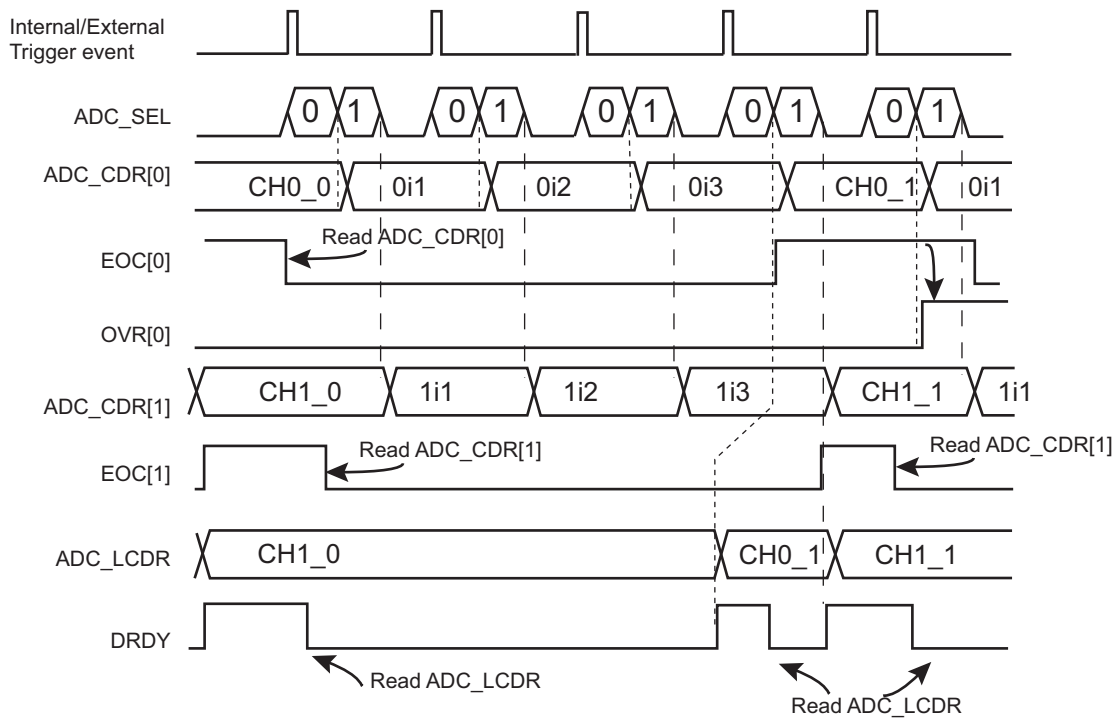 Internal/External
Trigger event
ADC_SEL
0 1 0 1 0 1 0 1 0 1
ADC_CDR[0]
CH0_0 0i1 0i2 0i3 CH0_1 0i1
Read ADC_CDR[0]
EOC[0]
OVR[0]
ADC_CDR[1]
CH1_0 1i1 1i2 1i3 CH1_1 1i1
EOC[1]
Read ADC_CDR[1]
Read ADC_CDR[1]
ADC_LCDR
CH1_0 CH0_1 CH1_1
DRDY
Read ADC_LCDR
Read ADC_LCDR